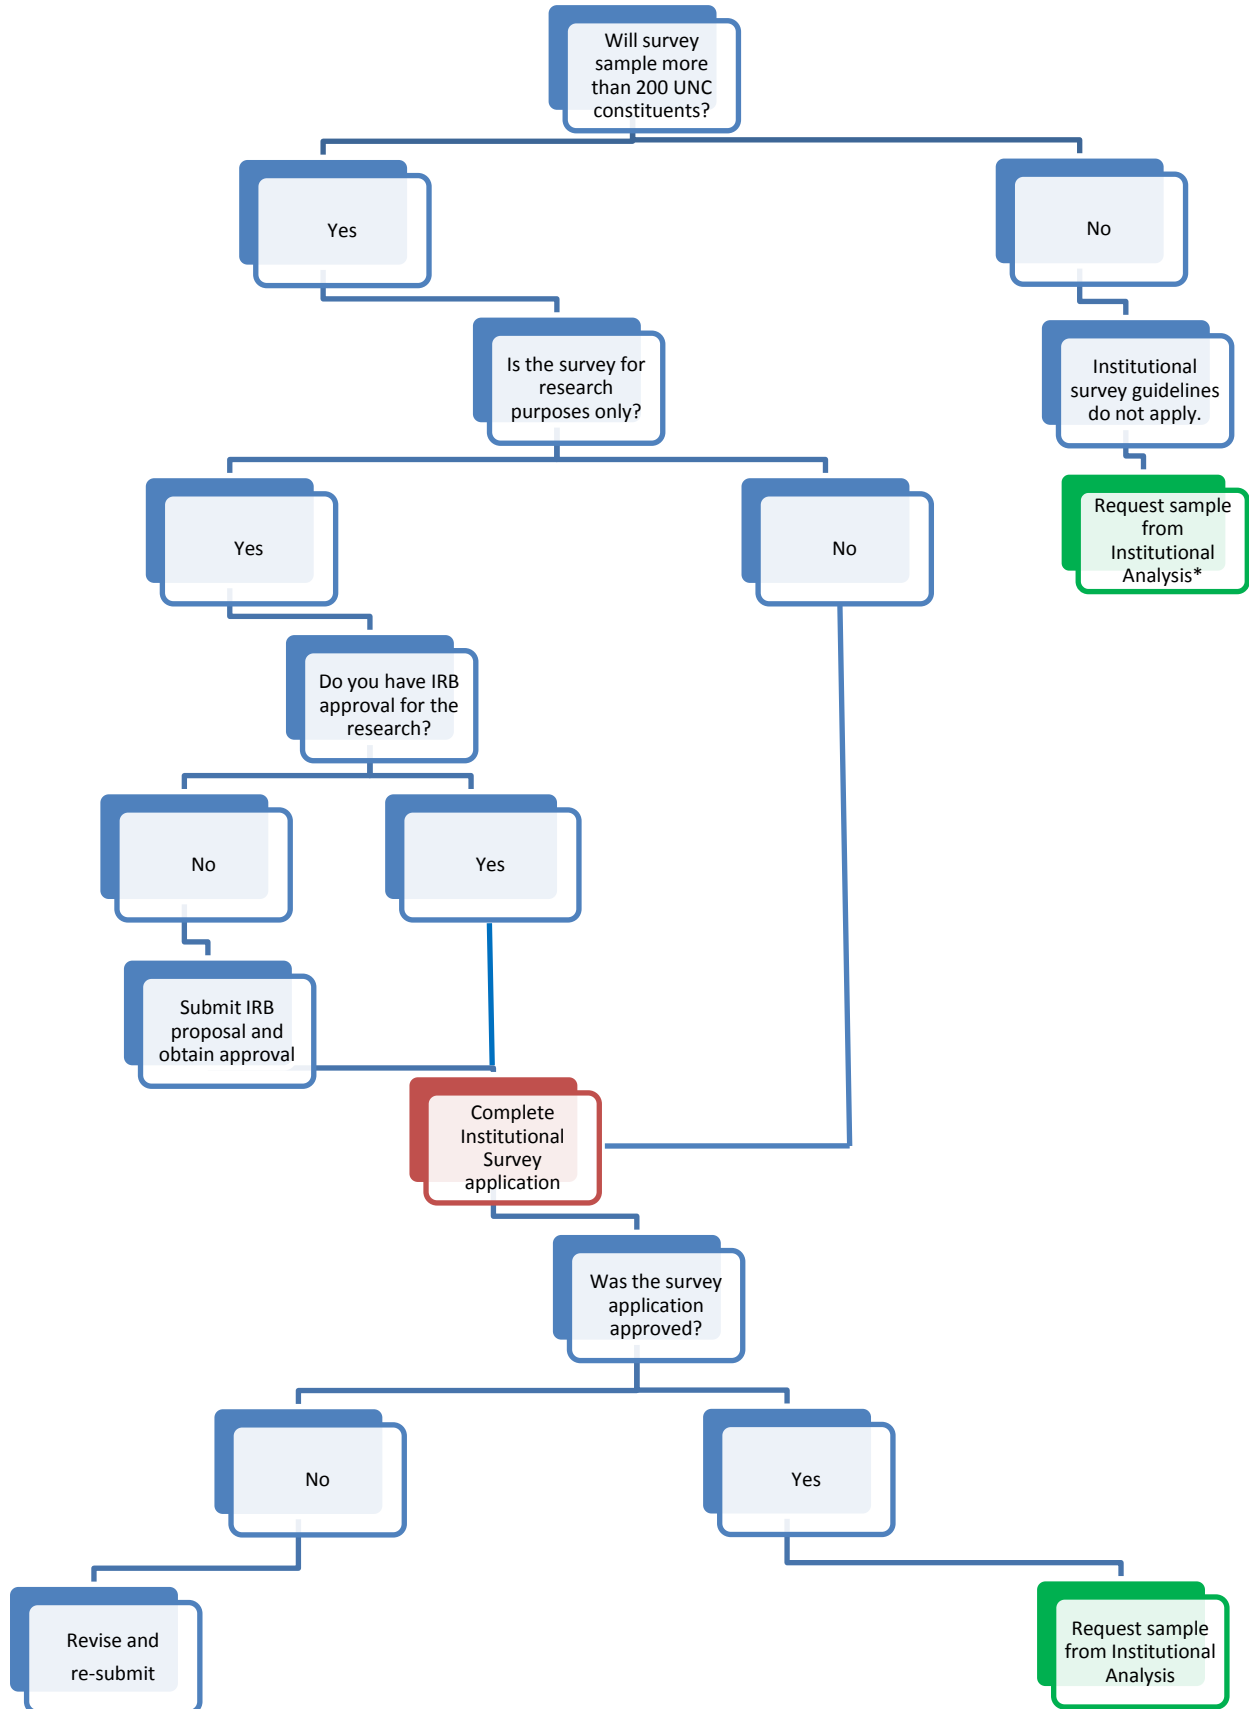 Will survey
sample more
than 200 UNC
constituents?
Yes
No
Is the survey for
research
purposes only?
Institutional
survey guidelines
do not apply.
Request sample
from
Institutional
Analysis*
Yes
No
Do you have IRB
approval for the
research?
No
Yes
Submit IRB
proposal and
obtain approval
Complete
Institutional
Survey
application
Was the survey
application
approved?
No
Yes
Revise and
re-submit
Request sample
from Institutional
Analysis